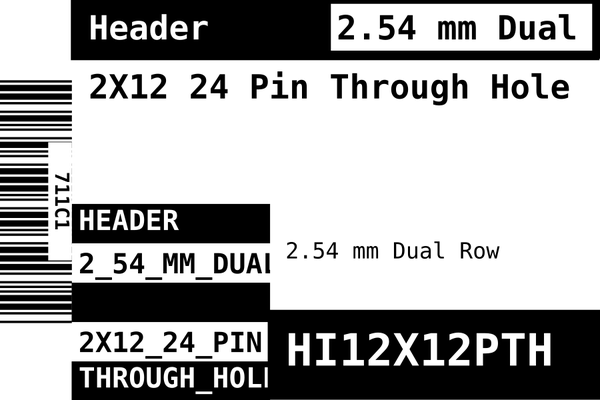 Header
2.54 mm Dual
2X12 24 Pin Through Hole
711C1
HEADER
2_54_MM_DUAL
2.54 mm Dual Row
2X12_24_PIN
THROUGH_HOL
HI12X12PTH